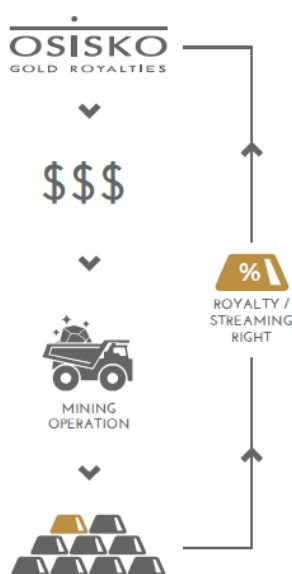 OSISKO
GOLD ROYALTIES
$$$
%
ROYALTY /
STREAMING
RIGHT
MINING
OPERATION